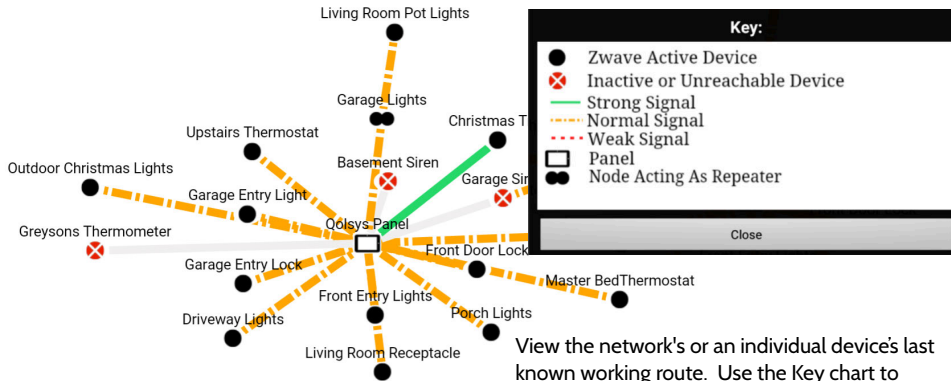 Living Room Pot Lights
Garage Lights
Christmas T
Upstairs Thermostat
Basement Siren
Outdoor Christmas Lights
Garage Sir
Garage Entry Light
Qolsys Panel
Greysons Thermometer
Front Door Lock
Garage Entry Lock
Master BedThermostat
Front Entry Lights
Porch Lights
Driveway Lights
Living Room Receptacle
Key:
Zwave Active Device
Inactive or Unreachable Device
Strong Signal
Normal Signal
Weak Signal
Panel
Node Acting As Repeater
Close
View the network's or an individual device's last
known working route. Use the Key chart to